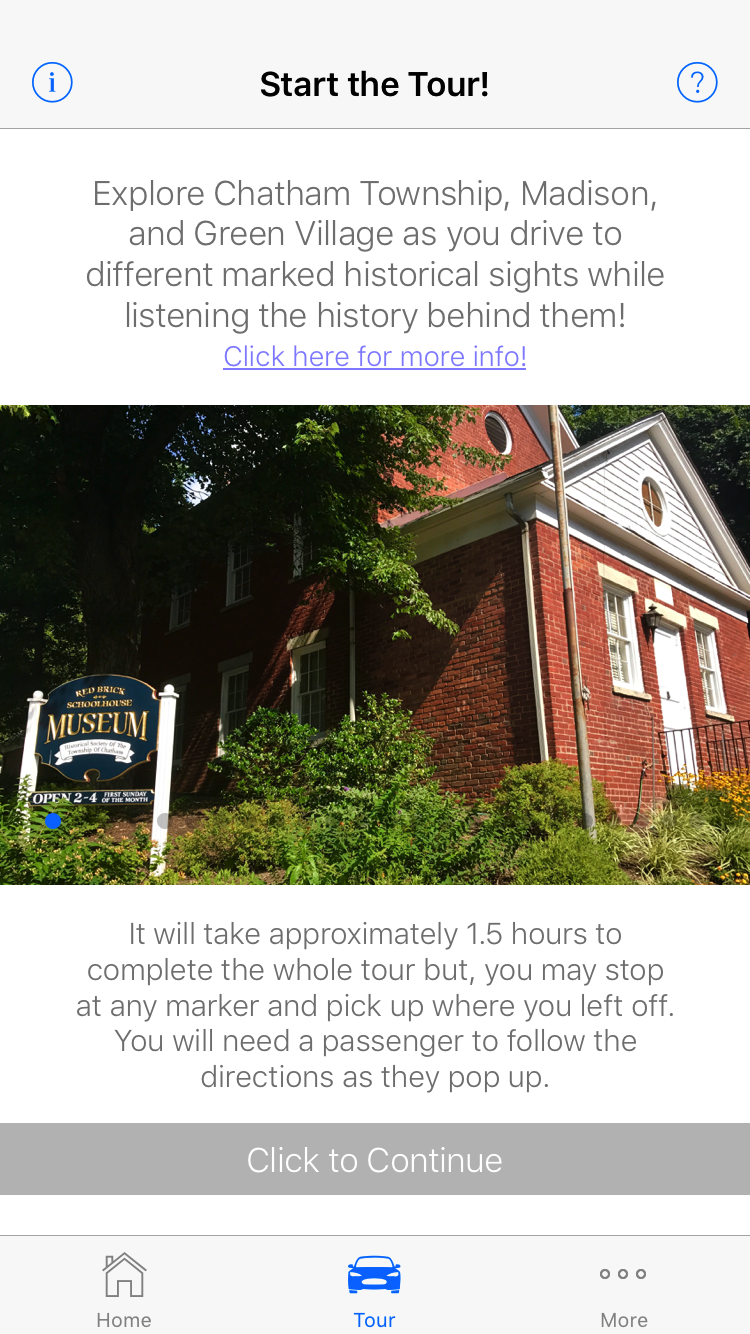 i
Start the Tour!
?
Explore Chatham Township, Madison,
and Green Village as you drive to
different marked historical sights while
listening the history behind them!
Click here for more info!
RED BRICK
SCHOOLHOUSE
MUSEUM
Historical Society Of The
Township Of Chatham
OPEN 2-4 FIRST SUNDAY
OF THE MONTH
It will take approximately 1.5 hours to
complete the whole tour but, you may stop
at any marker and pick up where you left off.
You will need a passenger to follow the
directions as they pop up.
Click to Continue
Home
Tour
More